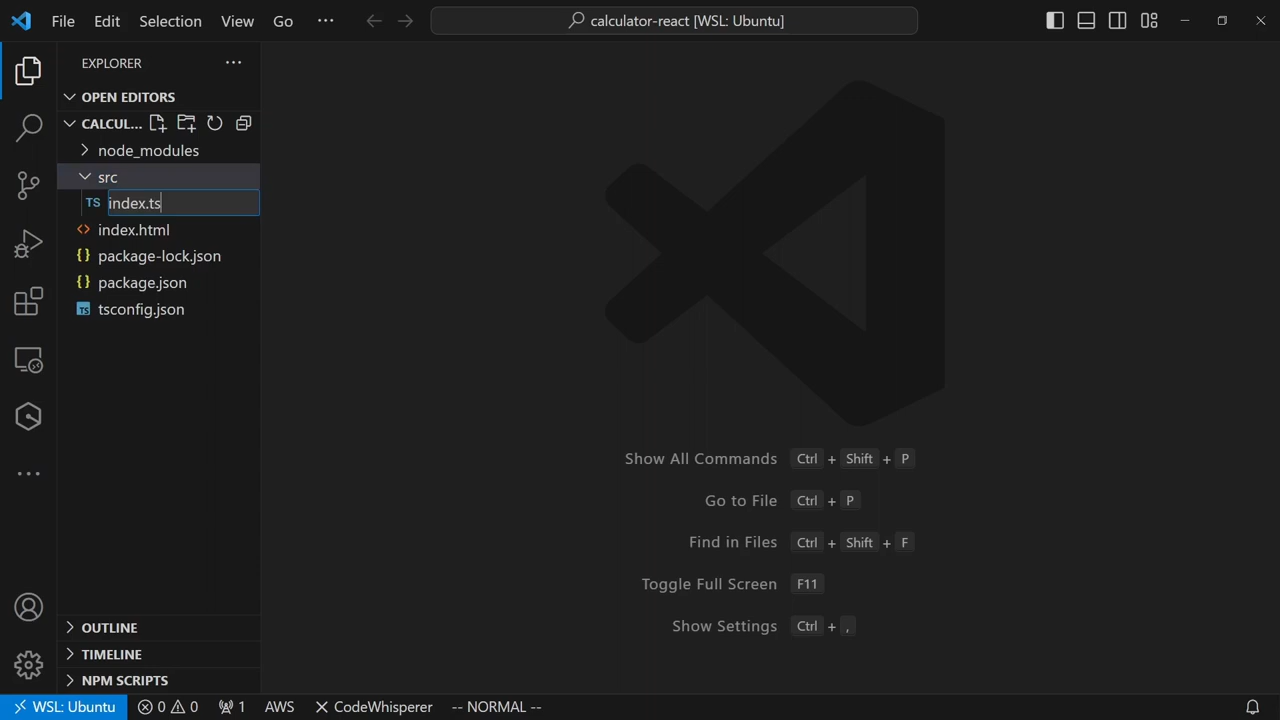 File Edit Selection View Go ··· calculator-react [WSL: Ubuntu]
EXPLORER ···
OPEN EDITORS
CALCUL...
node_modules
src
TS index.ts
<> index.html
{} package-lock.json
{} package.json
TS tsconfig.json
Show All Commands Ctrl + Shift + P
Go to File Ctrl + P
Find in Files Ctrl + Shift + F
Toggle Full Screen F11
Show Settings Ctrl + ,
OUTLINE
TIMELINE
NPM SCRIPTS
WSL: Ubuntu 0 0 1 AWS CodeWhisperer -- NORMAL --